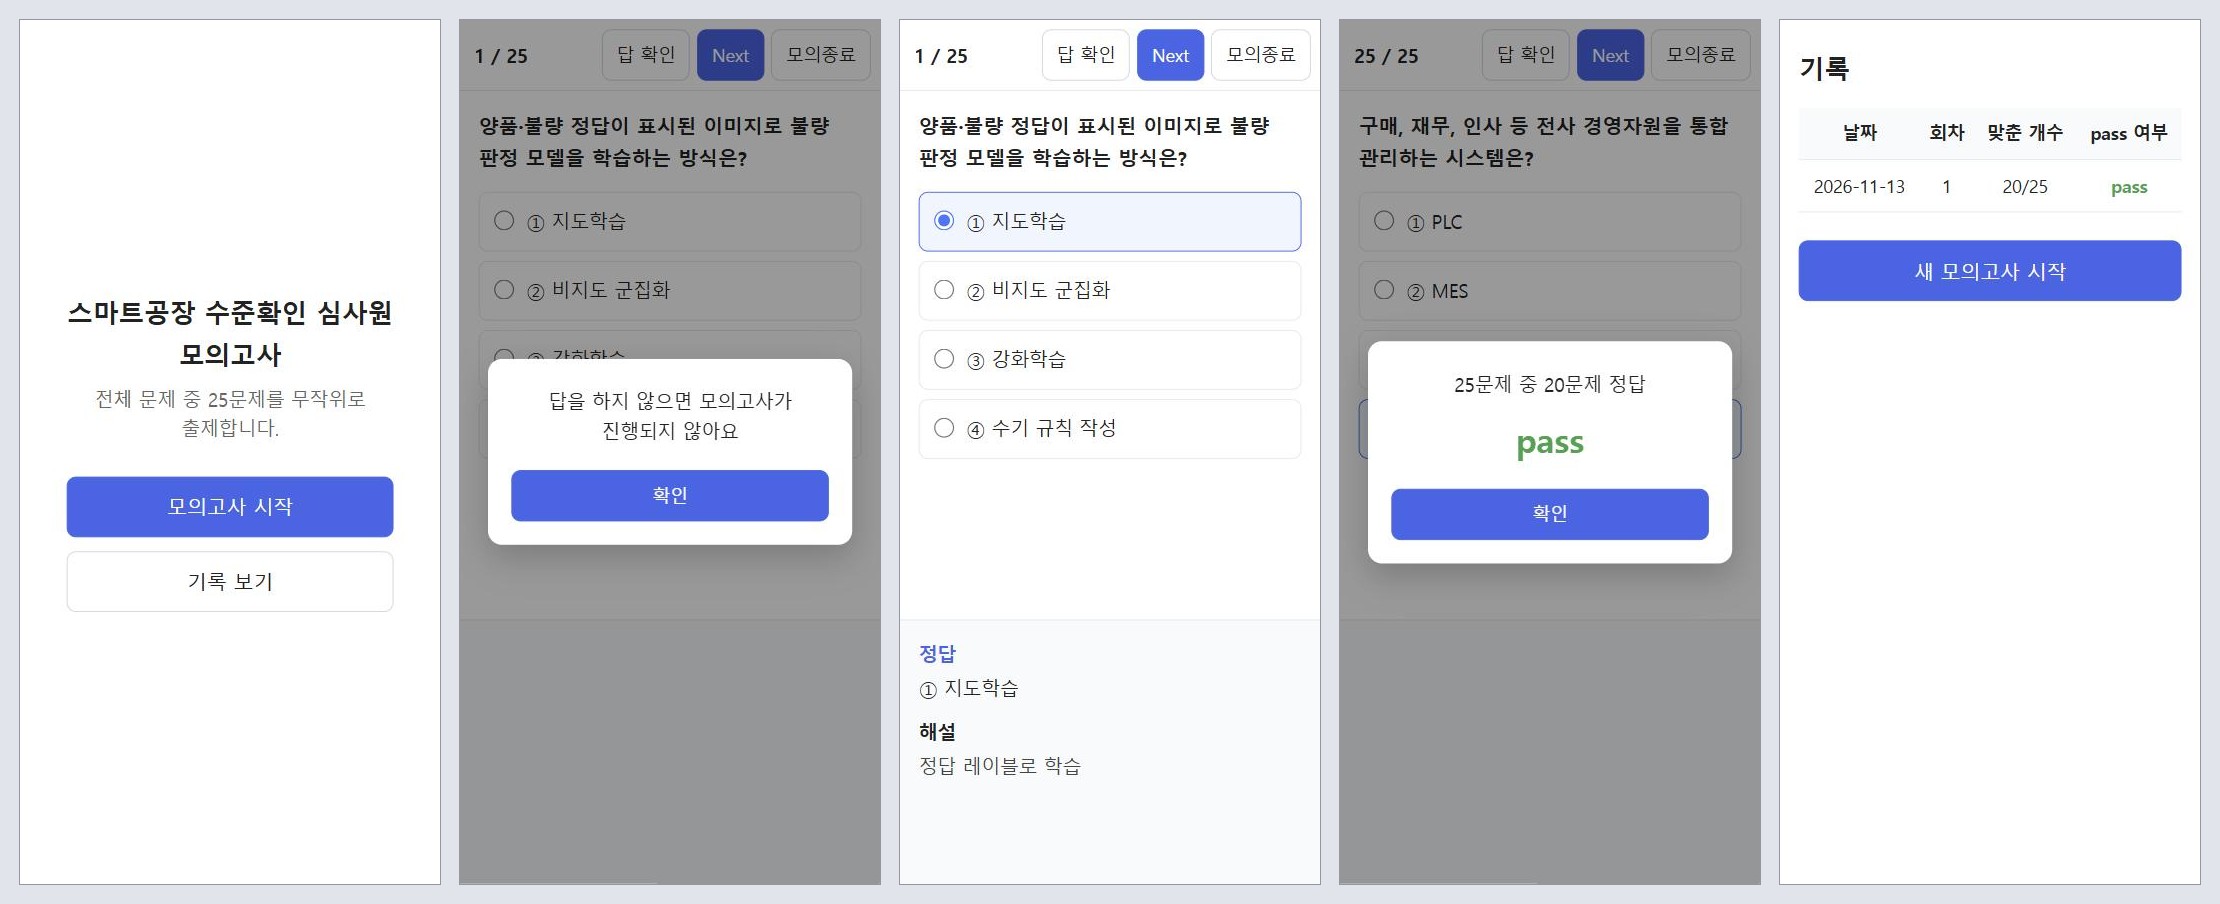 스마트공장 수준확인 심사원
모의고사
전체 문제 중 25문제를 무작위로
출제합니다.
모의고사 시작
기록 보기
1 / 25
답 확인
Next
모의종료
양품·불량 정답이 표시된 이미지로 불량
판정 모델을 학습하는 방식은?
① 지도학습
② 비지도 군집화
③ 강화학습
답을 하지 않으면 모의고사가
진행되지 않아요
확인
1 / 25
답 확인
Next
모의종료
양품·불량 정답이 표시된 이미지로 불량
판정 모델을 학습하는 방식은?
① 지도학습
② 비지도 군집화
③ 강화학습
④ 수기 규칙 작성
정답
① 지도학습
해설
정답 레이블로 학습
25 / 25
답 확인
Next
모의종료
구매, 재무, 인사 등 전사 경영자원을 통합
관리하는 시스템은?
① PLC
② MES
25문제 중 20문제 정답
pass
확인
기록
날짜 회차 맞춘 개수 pass 여부
2026-11-13 1 20/25 pass
새 모의고사 시작